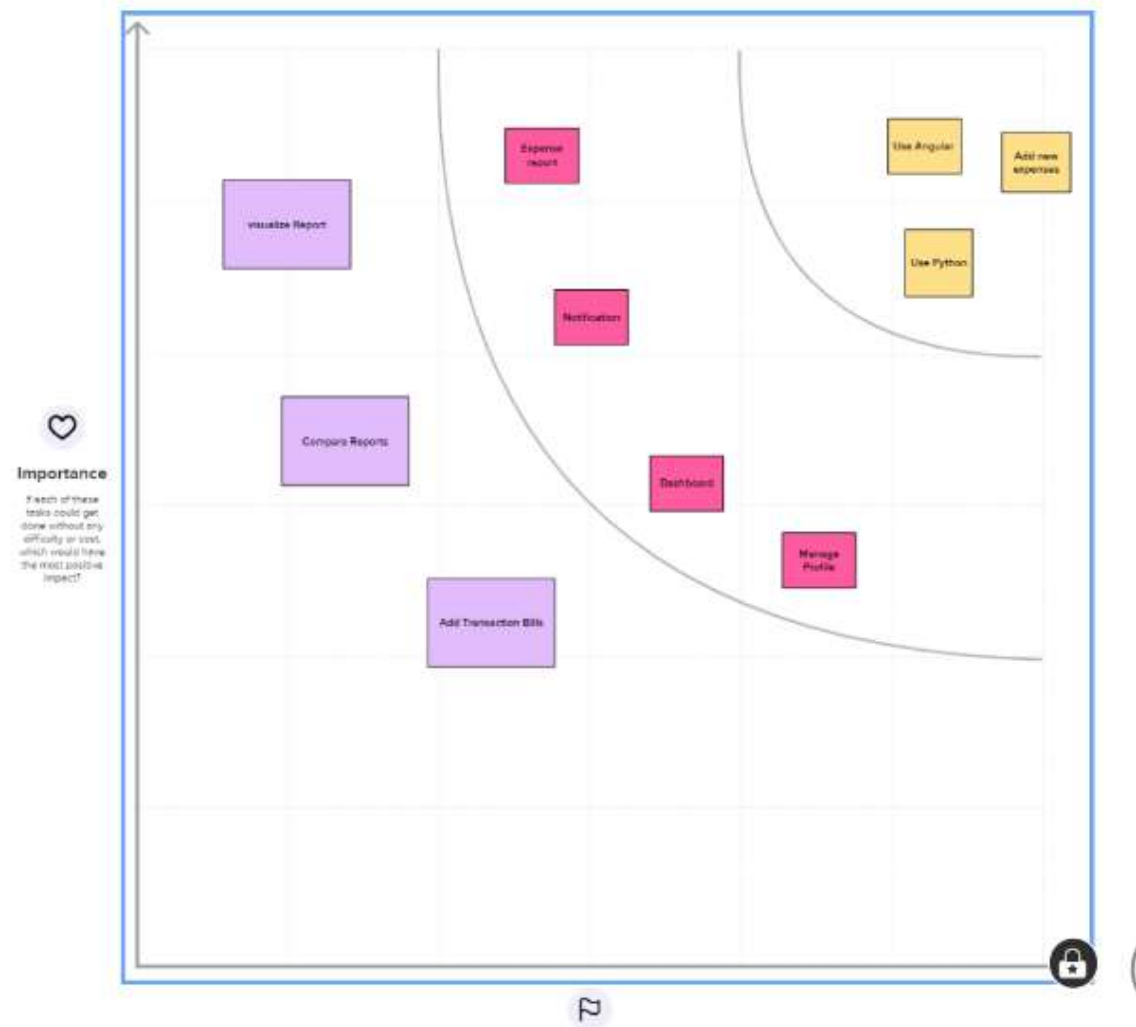 Expense
report
Use Angular
Add new
expenses
visualize Report
Use Python
Notification
Compare Reports
Importance
If each of these
tasks could get
done without any
difficulty or cost,
which would have
the most positive
impact?
Dashboard
Manage
Profile
Add Transaction Bills